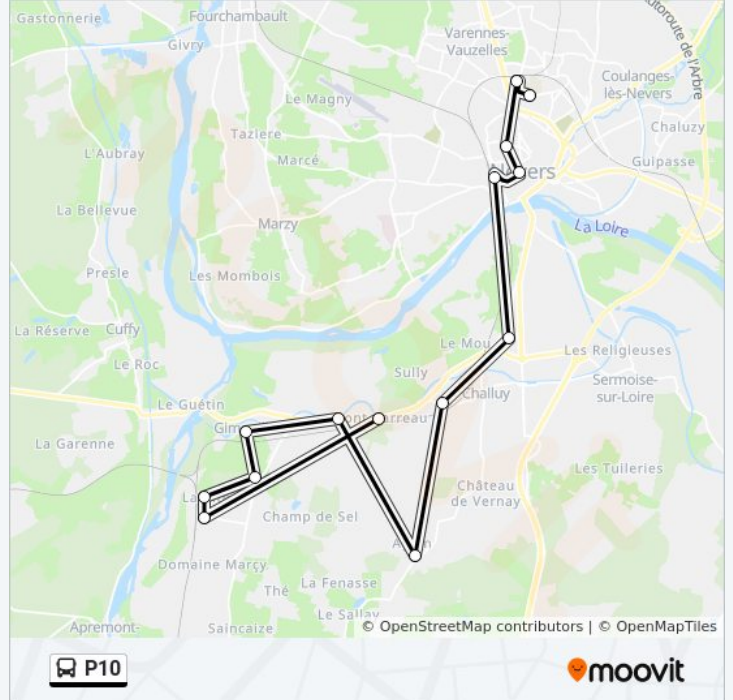 Gastonnerie
Fourchambault
Givry
Varennes-
Vauzelles
Autoroute de l'Arbre
Coulanges-
lès-Nevers
Le Magny
Chaluzy
Taziere
L'Aubray
Marcé
Guipasse
La Bellevue
Marzy
La Loire
Presle
Les Mombois
La Réserve
Cuffy
Le Roc
Le Mou
Les Religieuses
Sully
Sermoise-
sur-Loire
Challuy
Le Guétin
Gim
La Garenne
Les Tuileries
Château
de Vernay
Champ de Sel
Domaine Marçy
Thé
La Fenasse
Le Sallay
Apremont-
Saincaize
© OpenStreetMap contributors | © OpenMapTiles
P10
moovit